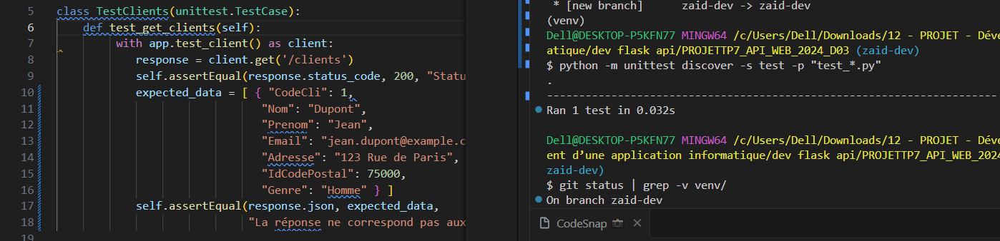 5 class TestClients(unittest.TestCase):
6 def test_get_clients(self):
7 with app.test_client() as client:
8 response = client.get('/clients')
9 self.assertEqual(response.status_code, 200, "Statu
10 expected_data = [ { "CodeCli": 1,
11 "Nom": "Dupont",
12 "Prenom": "Jean",
13 "Email": "jean.dupont@example.c
14 "Adresse": "123 Rue de Paris",
15 "IdCodePostal": 75000,
16 "Genre": "Homme" } ]
17 self.assertEqual(response.json, expected_data,
18 "La réponse ne correspond pas aux
19
* [new branch] zaid-dev -> zaid-dev
(venv)
Dell@DESKTOP-P5KFN77 MINGW64 /c/Users/Dell/Downloads/12 - PROJET - Déve
atique/dev flask api/PROJETTP7_API_WEB_2024_D03 (zaid-dev)
$ python -m unittest discover -s test -p "test_*.py"
.
----------------------------------------------------------------------
Ran 1 test in 0.032s
Dell@DESKTOP-P5KFN77 MINGW64 /c/Users/Dell/Downloads/12 - PROJET - Déve
ent d’une application informatique/dev flask api/PROJETTP7_API_WEB_2024
zaid-dev)
$ git status | grep -v venv/
On branch zaid-dev
CodeSnap 📷